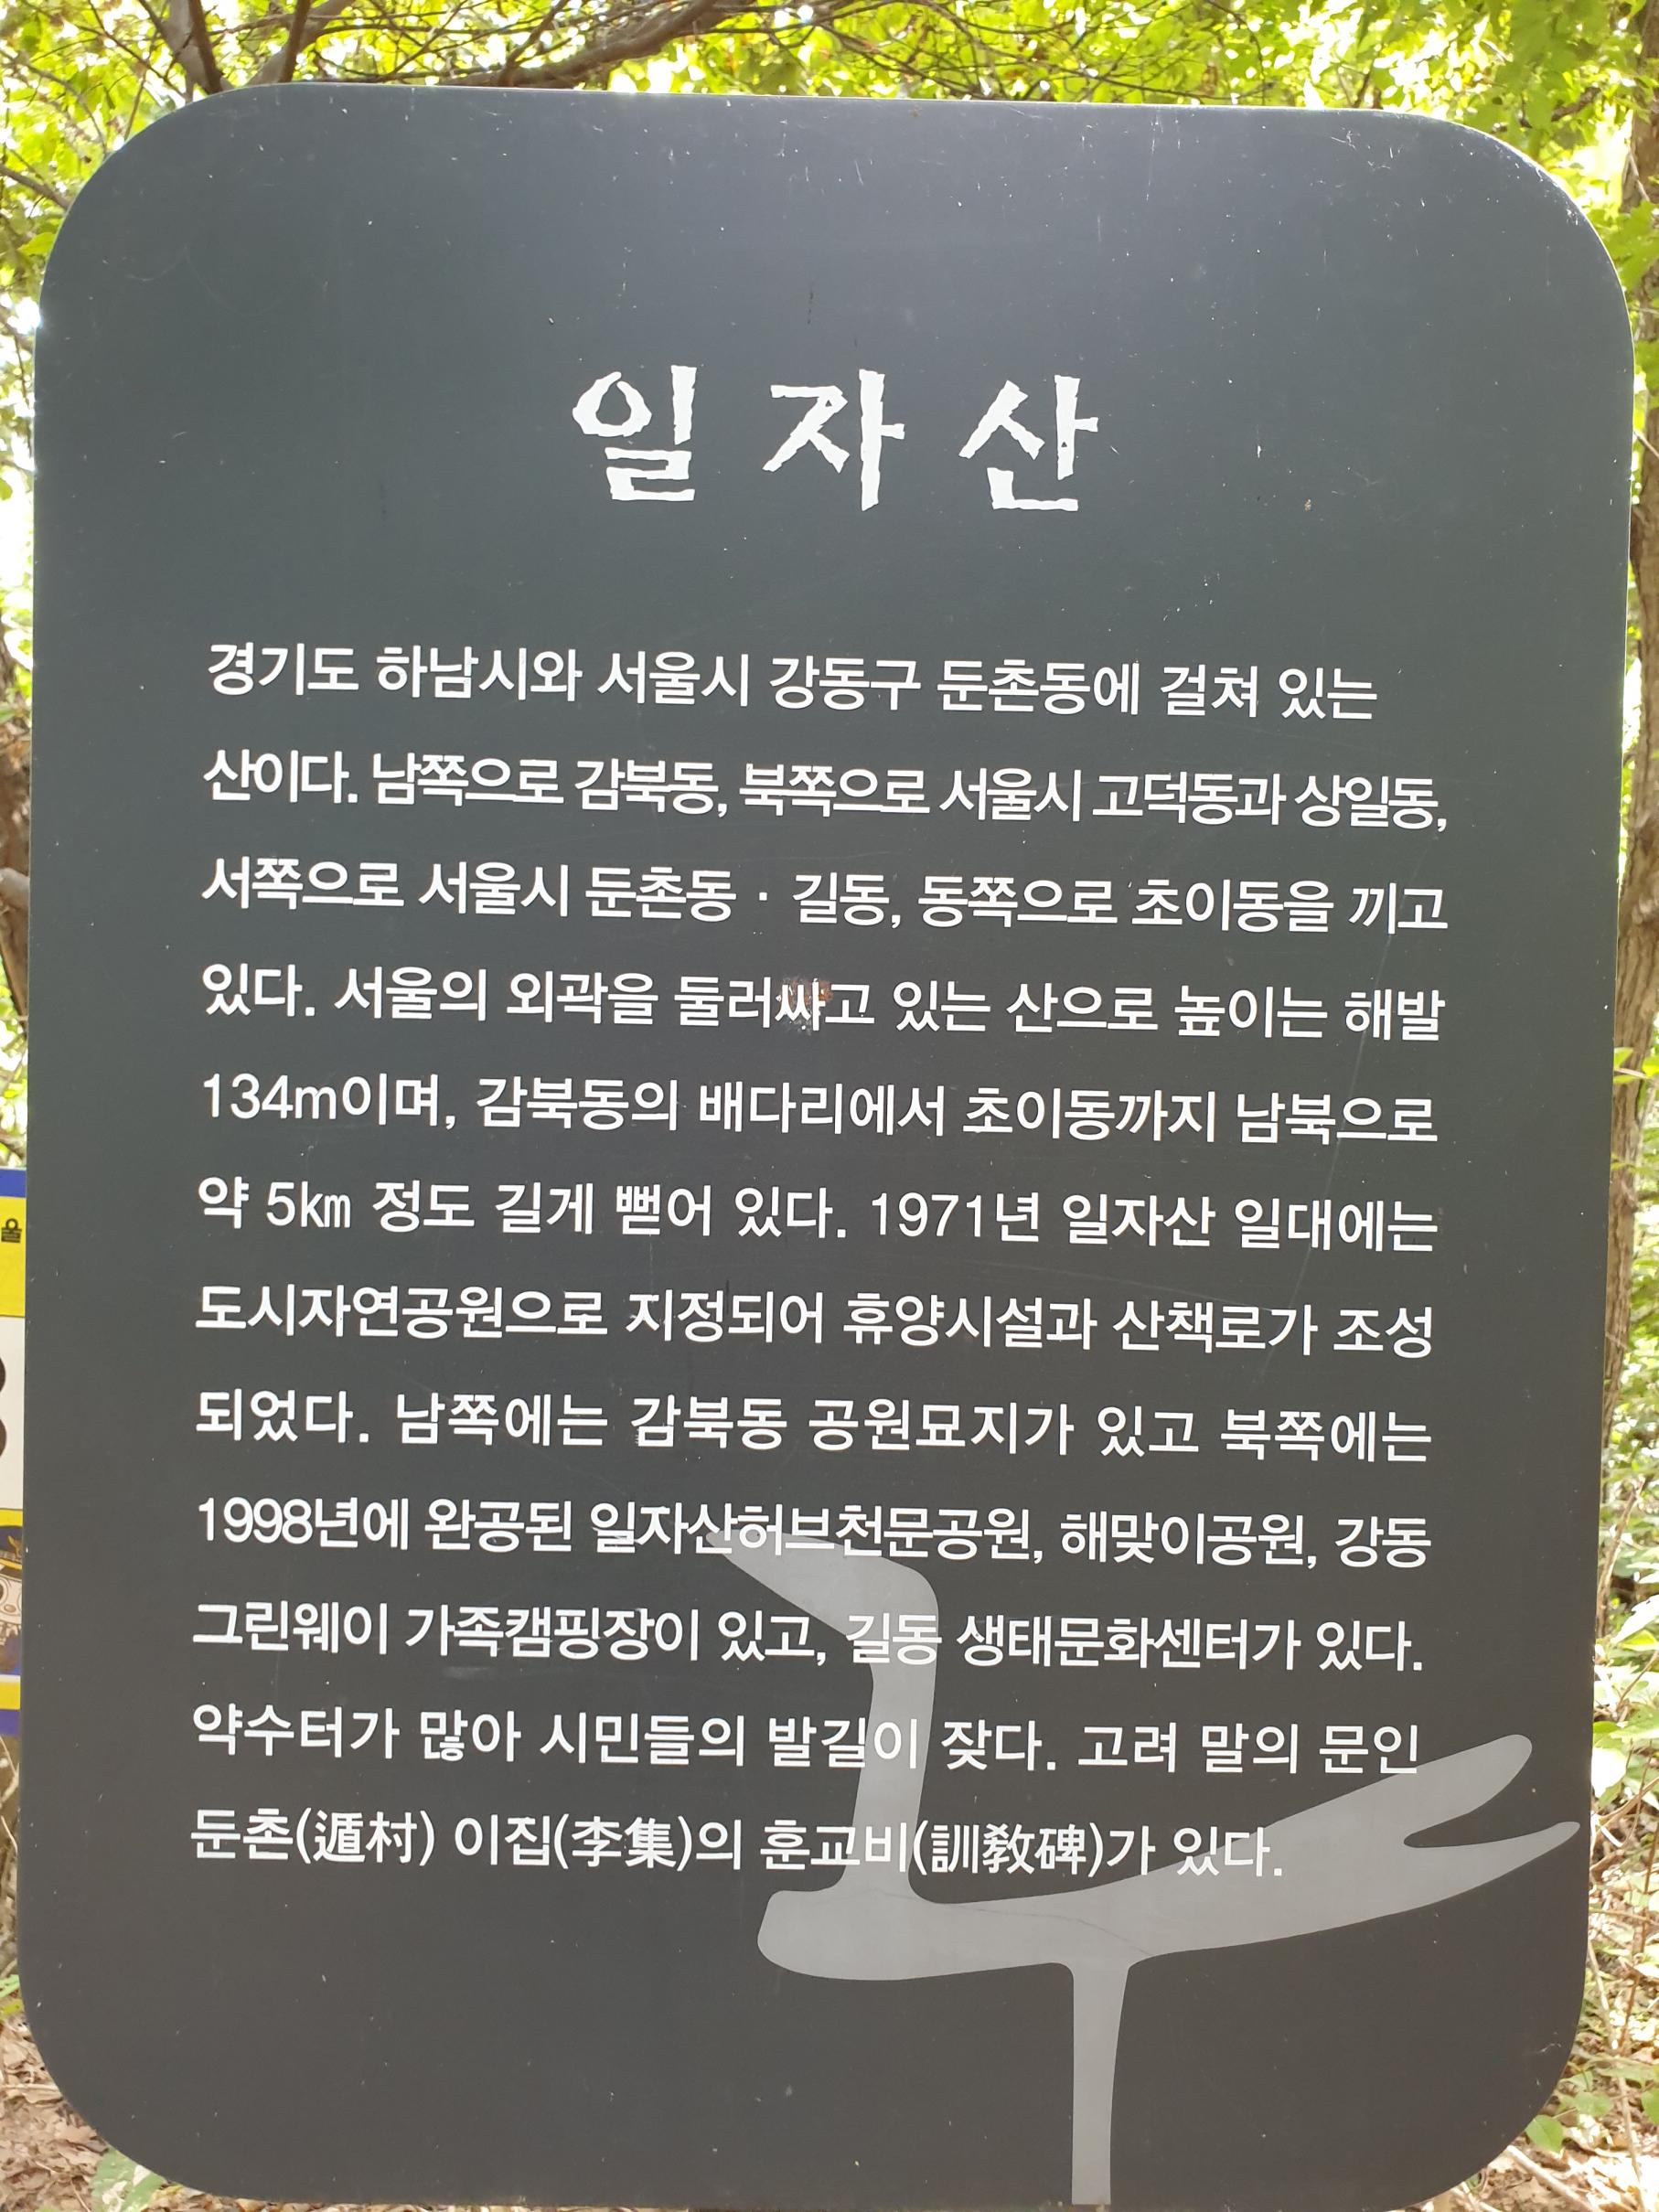 일자산
경기도 하남시와 서울시 강동구 둔촌동에 걸쳐 있는
산이다. 남쪽으로 감북동, 북쪽으로 서울시 고덕동과 상일동,
서쪽으로 서울시 둔촌동 · 길동, 동쪽으로 초이동을 끼고
있다. 서울의 외곽을 둘러싸고 있는 산으로 높이는 해발
134m이며, 감북동의 배다리에서 초이동까지 남북으로
약 5㎞ 정도 길게 뻗어 있다. 1971년 일자산 일대에는
도시자연공원으로 지정되어 휴양시설과 산책로가 조성
되었다. 남쪽에는 감북동 공원묘지가 있고 북쪽에는
1998년에 완공된 일자산허브천문공원, 해맞이공원, 강동
그린웨이 가족캠핑장이 있고, 길동 생태문화센터가 있다.
약수터가 많아 시민들의 발길이 잦다. 고려 말의 문인
둔촌(遁村) 이집(李集)의 훈교비(訓敎碑)가 있다.